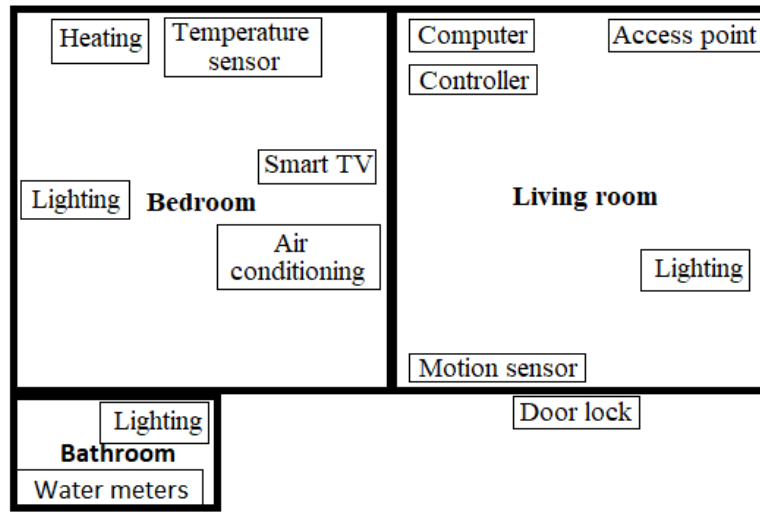 Heating
Temperature
sensor
Smart TV
Lighting
Bedroom
Air
conditioning
Computer
Access point
Controller
Living room
Lighting
Motion sensor
Door lock
Lighting
Bathroom
Water meters